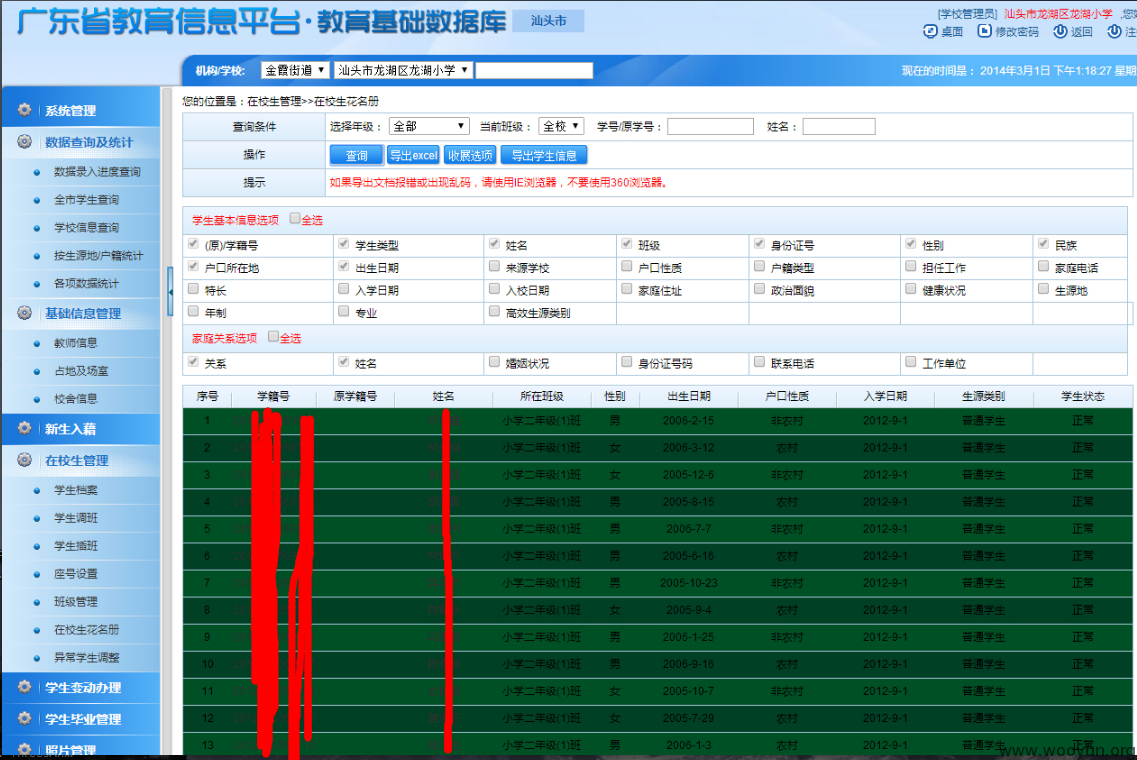 广东省教育信息平台·教育基础数据库 汕头市
[学校管理员] 汕头市龙湖区龙湖小学 ,您
桌面 修改密码 返回 注
机构/学校: 金霞街道 汕头市龙湖区龙湖小学 现在的时间是： 2014年3月1日 下午1:18:27 星期
系统管理
数据查询及统计
数据录入进度查询
全市学生查询
学校信息查询
按生源地/户籍统计
各项数据统计
基础信息管理
教师信息
占地及场室
校舍信息
新生入籍
在校生管理
学生档案
学生调班
学生插班
座号设置
班级管理
在校生花名册
异常学生调整
学生变动办理
学生毕业管理
照片管理
您的位置是：在校生管理>>在校生花名册
查询条件 选择年级： 全部 当前班级： 全校 学号/原学号： 姓名：
操作 查询 导出excel 收展选项 导出学生信息
提示 如果导出文档报错或出现乱码，请使用IE浏览器，不要使用360浏览器。
学生基本信息选项 全选
(原)/学籍号 学生类型 姓名 班级 身份证号 性别 民族
户口所在地 出生日期 来源学校 户口性质 户籍类型 担任工作 家庭电话
特长 入学日期 入校日期 家庭住址 政治面貌 健康状况 生源地
年制 专业 高效生源类别
家庭关系选项 全选
关系 姓名 婚姻状况 身份证号码 联系电话 工作单位
序号 学籍号 原学籍号 姓名 所在班级 性别 出生日期 户口性质 入学日期 生源类别 学生状态
1 小学二年级(1)班 男 2006-2-15 非农村 2012-9-1 普通学生 正常
2 小学二年级(1)班 女 2006-3-12 农村 2012-9-1 普通学生 正常
3 小学二年级(1)班 女 2005-12-6 非农村 2012-9-1 普通学生 正常
4 小学二年级(1)班 男 2005-8-15 农村 2012-9-1 普通学生 正常
5 小学二年级(1)班 男 2006-7-7 非农村 2012-9-1 普通学生 正常
6 小学二年级(1)班 男 2005-6-16 农村 2012-9-1 普通学生 正常
7 小学二年级(1)班 男 2005-10-23 非农村 2012-9-1 普通学生 正常
8 小学二年级(1)班 女 2005-9-4 农村 2012-9-1 普通学生 正常
9 小学二年级(1)班 男 2006-1-25 非农村 2012-9-1 普通学生 正常
10 小学二年级(1)班 男 2006-9-16 农村 2012-9-1 普通学生 正常
11 小学二年级(1)班 女 2005-10-7 非农村 2012-9-1 普通学生 正常
12 小学二年级(1)班 女 2005-7-29 农村 2012-9-1 普通学生 正常
13 小学二年级(1)班 男 2006-1-3 农村 2012-9-1 普通学生 正常
www.wooyun.org